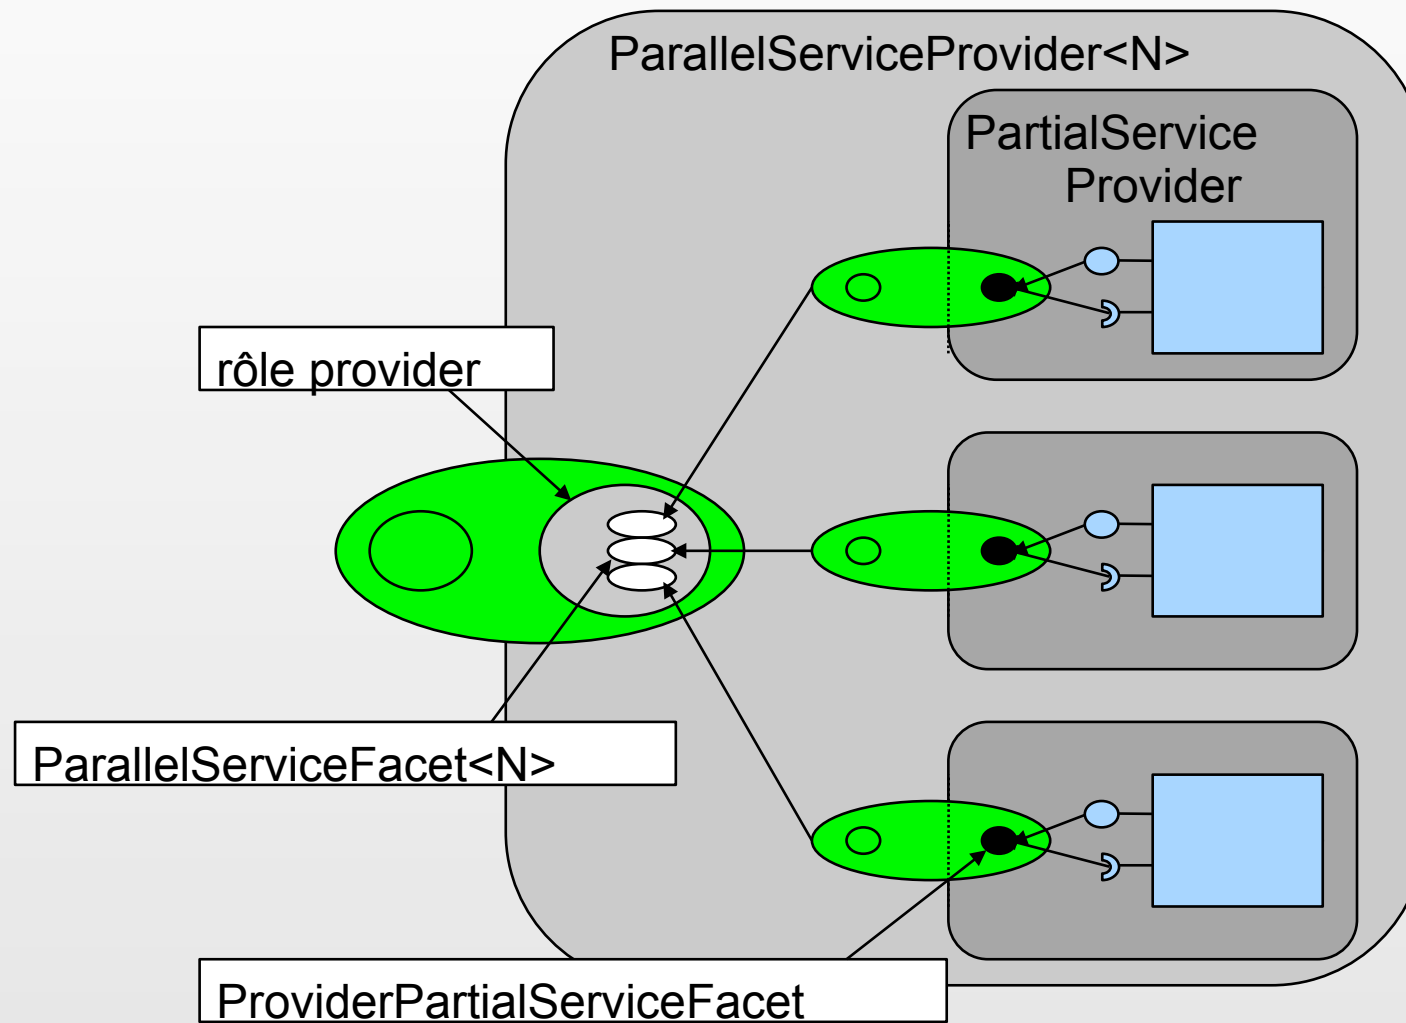 ParallelServiceProvider<N>
PartialService
Provider
rôle provider
ParallelServiceFacet<N>
ProviderPartialServiceFacet